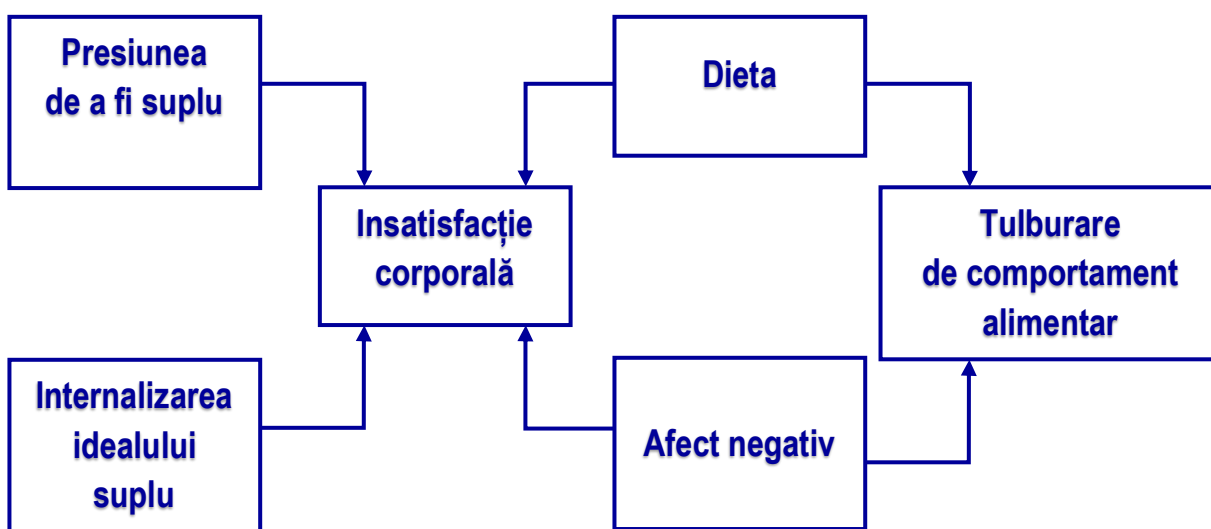 Presiunea
de a fi suplu
Dieta
Insatisfacție
corporală
Tulburare
de comportament
alimentar
Internalizarea
idealului
suplu
Afect negativ